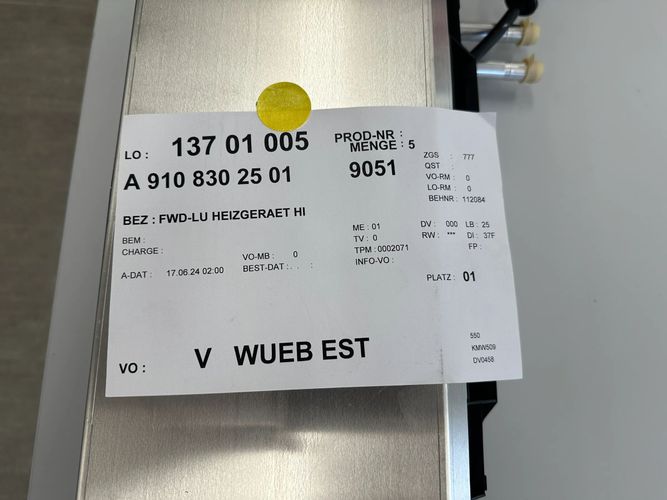 LO : 137 01 005 PROD-NR :
MENGE : 5
A 910 830 25 01 9051
ZGS : 777
QST :
VO-RM : 0
LO-RM : 0
BEHNR : 112084
BEZ : FWD-LU HEIZGERAET HI
BEM :
CHARGE :
ME : 01 DV : 000 LB : 25
TV : 0 RW : *** DI : 37F
VO-MB : 0 TPM : 0002071 FP :
A-DAT : 17.06.24 02:00 BEST-DAT : . . : INFO-VO :
PLATZ : 01
VO : V WUEB EST
550
KMW509
DV0458